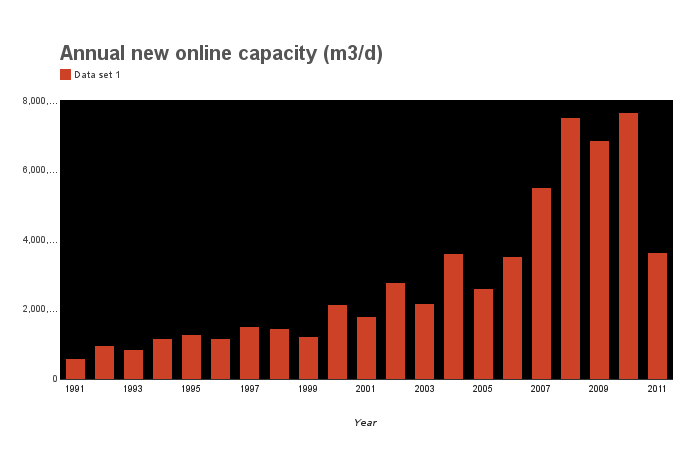 Annual new online capacity (m3/d)
Data set 1
8,000,...
6,000,...
4,000,...
2,000,...
0
1991 1993 1995 1997 1999 2001 2003 2005 2007 2009 2011
Year